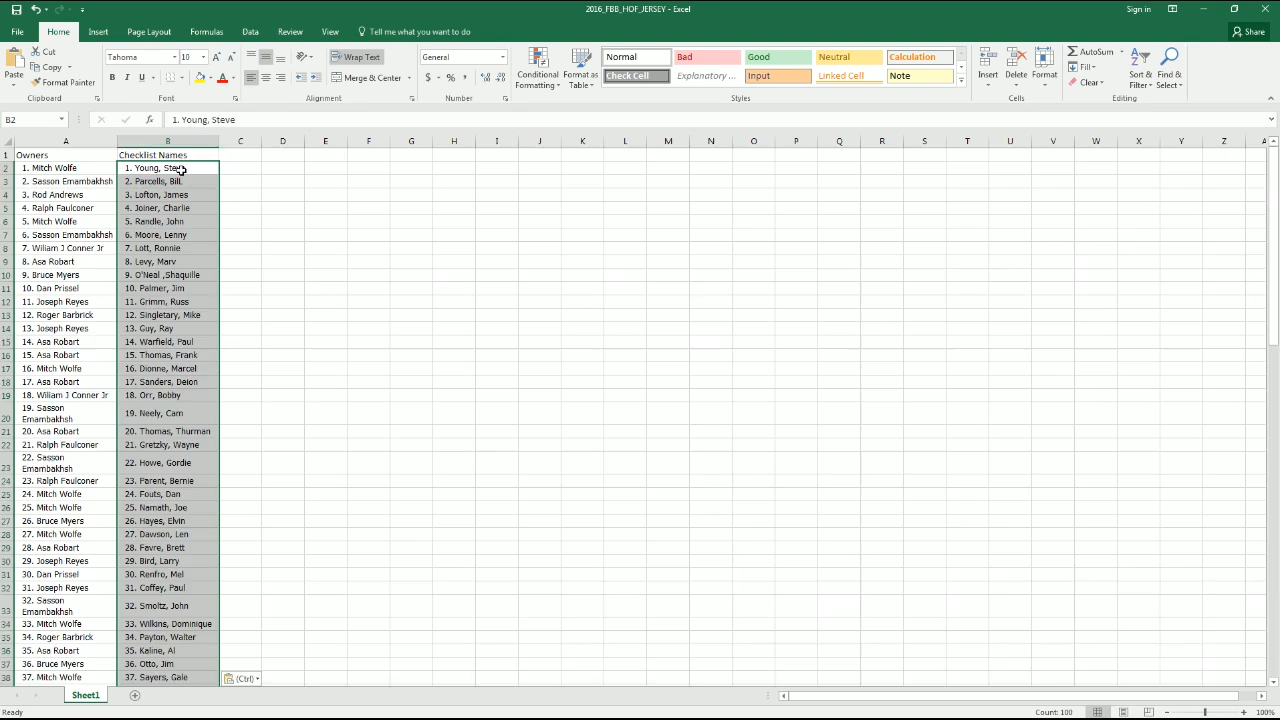 2016_FBB_HOF_JERSEY - Excel
Sign in
File Home Insert Page Layout Formulas Data Review View Tell me what you want to do
Share
Paste
Cut
Copy
Format Painter
Clipboard
Tahoma 10
B I U
Font
Wrap Text
Merge & Center
Alignment
General
$ % ,
Number
Conditional Formatting
Format as Table
Normal Bad Good Neutral Calculation
Check Cell Explanatory ... Input Linked Cell Note
Styles
Insert Delete Format
Cells
AutoSum
Fill
Clear
Sort & Filter
Find & Select
Editing
B2 fx 1. Young, Steve
A B C D E F G H I J K L M N O P Q R S T U V W X Y Z
1 Owners Checklist Names
2 1. Mitch Wolfe 1. Young, Steve
3 2. Sasson Emambakhsh 2. Parcells, Bill
4 3. Rod Andrews 3. Lofton, James
5 4. Ralph Faulconer 4. Joiner, Charlie
6 5. Mitch Wolfe 5. Randle, John
7 6. Sasson Emambakhsh 6. Moore, Lenny
8 7. Wiliam J Conner Jr 7. Lott, Ronnie
9 8. Asa Robart 8. Levy, Marv
10 9. Bruce Myers 9. O'Neal ,Shaquille
11 10. Dan Prissel 10. Palmer, Jim
12 11. Joseph Reyes 11. Grimm, Russ
13 12. Roger Barbrick 12. Singletary, Mike
14 13. Joseph Reyes 13. Guy, Ray
15 14. Asa Robart 14. Warfield, Paul
16 15. Asa Robart 15. Thomas, Frank
17 16. Mitch Wolfe 16. Dionne, Marcel
18 17. Asa Robart 17. Sanders, Deion
19 18. Wiliam J Conner Jr 18. Orr, Bobby
20 19. Sasson Emambakhsh 19. Neely, Cam
21 20. Asa Robart 20. Thomas, Thurman
22 21. Ralph Faulconer 21. Gretzky, Wayne
23 22. Sasson Emambakhsh 22. Howe, Gordie
24 23. Ralph Faulconer 23. Parent, Bernie
25 24. Mitch Wolfe 24. Fouts, Dan
26 25. Mitch Wolfe 25. Namath, Joe
27 26. Bruce Myers 26. Hayes, Elvin
28 27. Mitch Wolfe 27. Dawson, Len
29 28. Asa Robart 28. Favre, Brett
30 29. Joseph Reyes 29. Bird, Larry
31 30. Dan Prissel 30. Renfro, Mel
32 31. Joseph Reyes 31. Coffey, Paul
33 32. Sasson Emambakhsh 32. Smoltz, John
34 33. Mitch Wolfe 33. Wilkins, Dominique
35 34. Roger Barbrick 34. Payton, Walter
36 35. Asa Robart 35. Kaline, Al
37 36. Bruce Myers 36. Otto, Jim
38 37. Mitch Wolfe 37. Sayers, Gale
(Ctrl)
Sheet1
Ready
Count: 100
100%